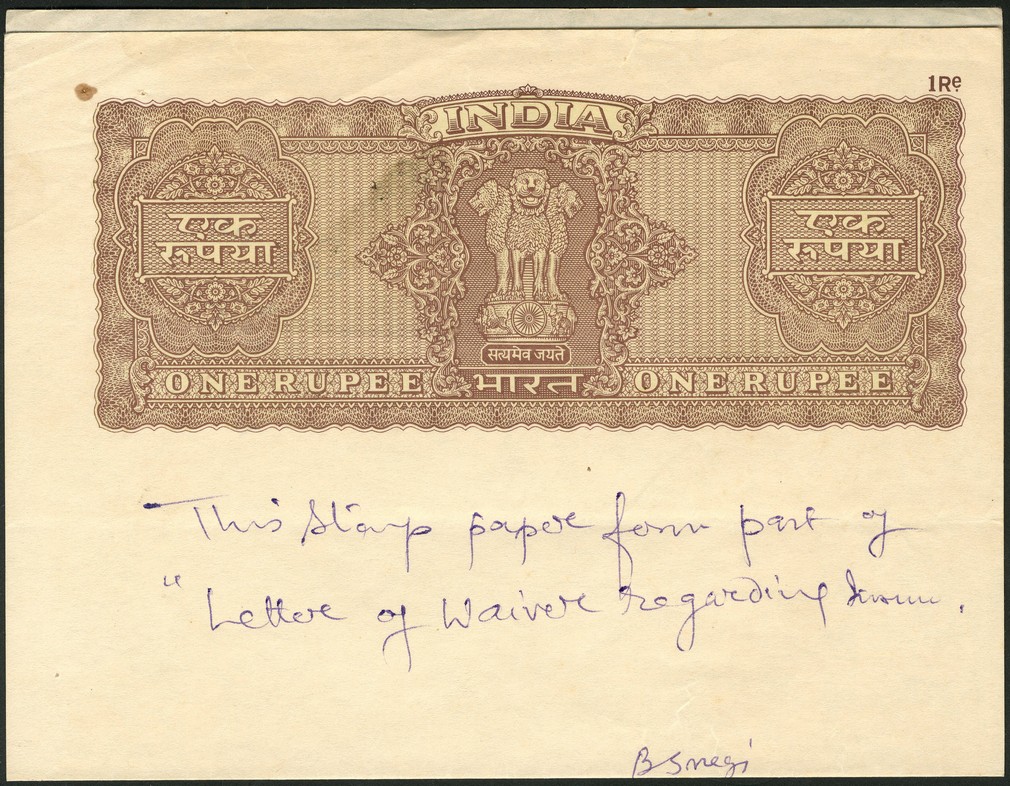 1Re.
INDIA
एक
रूपया
एक
रूपया
सत्यमेव जयते
ONE RUPEE
भारत
ONE RUPEE
This Stamp paper form part of
" Letter of Waiver regarding
B S negi